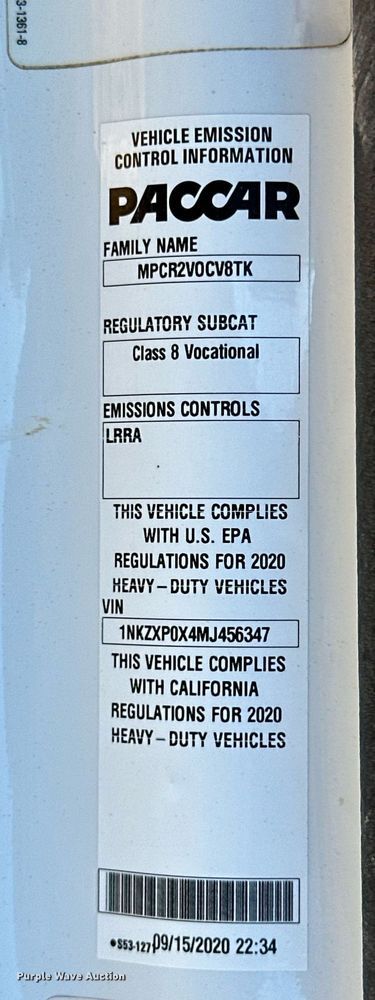 3-1361-8
VEHICLE EMISSION
CONTROL INFORMATION
PACCAR
FAMILY NAME
MPCR2VOCV8TK
REGULATORY SUBCAT
Class 8 Vocational
EMISSIONS CONTROLS
LRRA
THIS VEHICLE COMPLIES
WITH U.S. EPA
REGULATIONS FOR 2020
HEAVY-DUTY VEHICLES
VIN
1NKZXP0X4MJ456347
THIS VEHICLE COMPLIES
WITH CALIFORNIA
REGULATIONS FOR 2020
HEAVY-DUTY VEHICLES
•S53-127 09/15/2020 22:34
Purple Wave Auction